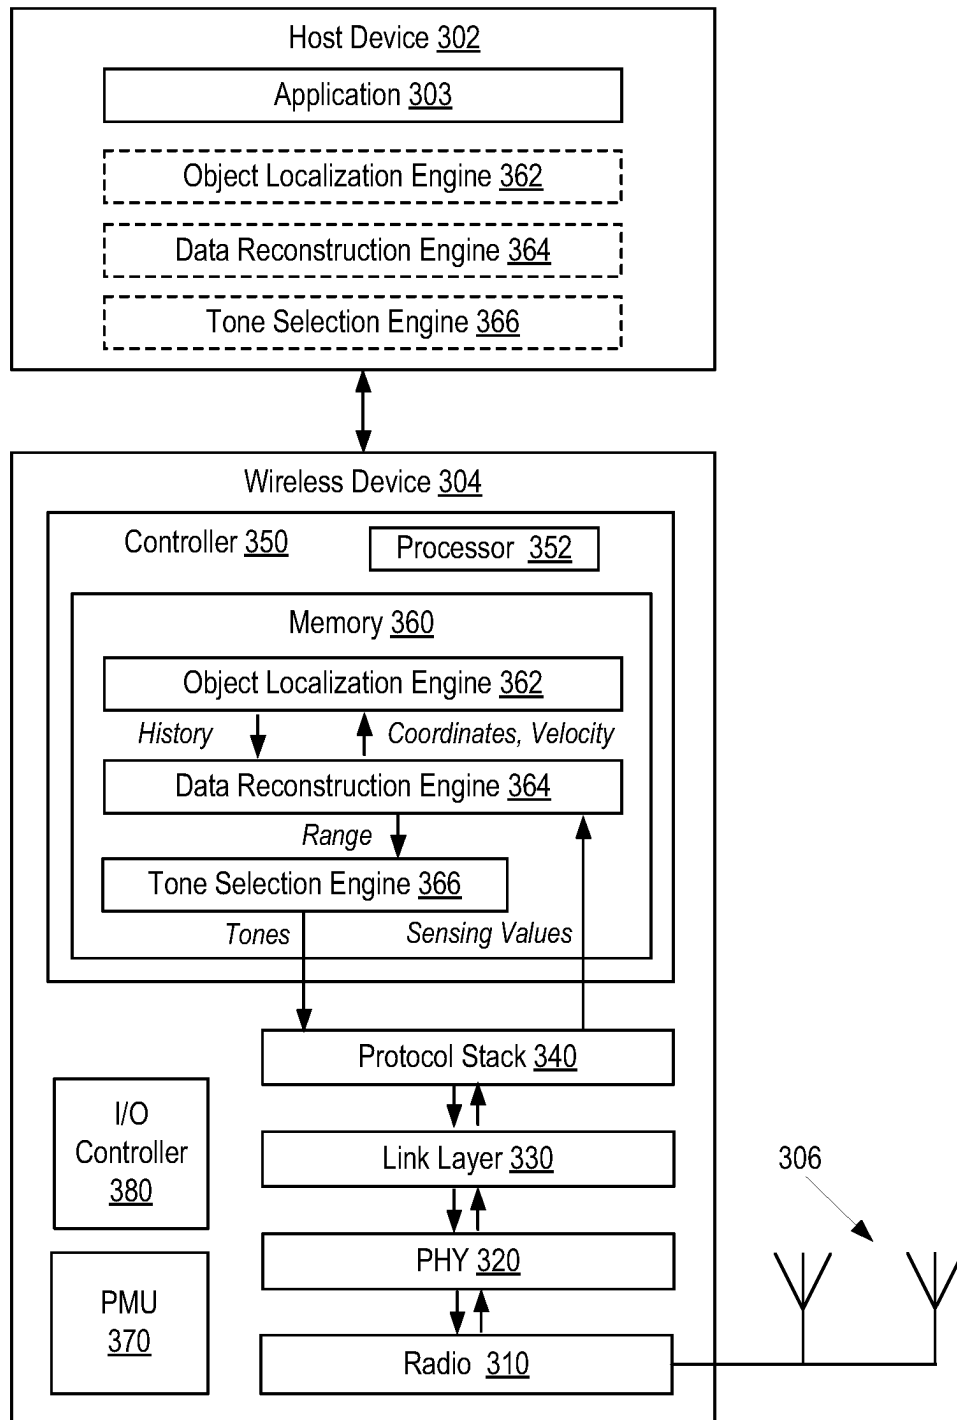 Host Device 302
Application 303
Object Localization Engine 362
Data Reconstruction Engine 364
Tone Selection Engine 366
Wireless Device 304
Controller 350
Processor 352
Memory 360
Object Localization Engine 362
History
Coordinates, Velocity
Data Reconstruction Engine 364
Range
Tone Selection Engine 366
Tones
Sensing Values
Protocol Stack 340
I/O
Controller
380
Link Layer 330
306
PHY 320
PMU
370
Radio 310